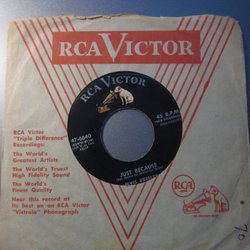 RCA VICTOR
RCA VICTOR
47-6640
45 R.P.M.
JUST BECAUSE
ELVIS PRESLEY
RCA Victor
"Triple Difference"
Recordings:
The World's
Greatest Artists
The World's Truest
High Fidelity Sound
The World's
Finest Quality
Hear this record at
its best on an RCA Victor
"Victrola" Phonograph
RCA